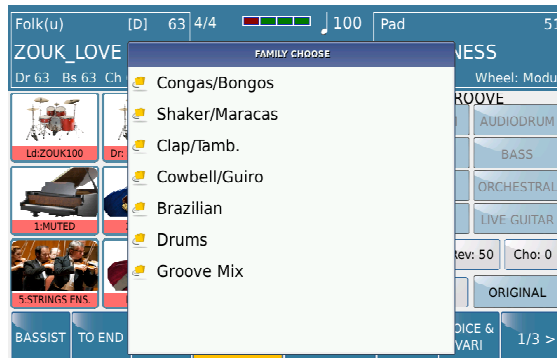 Folk(u) [D] 63 4/4 100 Pad 51
ZOUK_LOVE NESS
Dr 63 Bs 63 Ch Wheel: Modu
FAMILY CHOOSE
Congas/Bongos
Shaker/Maracas
Clap/Tamb.
Cowbell/Guiro
Brazilian
Drums
Groove Mix
ROOVE
AUDIODRUM
Ld:ZOUK100 Dr:
BASS
ORCHESTRAL
1:MUTED
LIVE GUITAR
Rev: 50 Cho: 0
5:STRINGS ENS.
ORIGINAL
BASSIST TO END OICE &
VARI 1/3 >